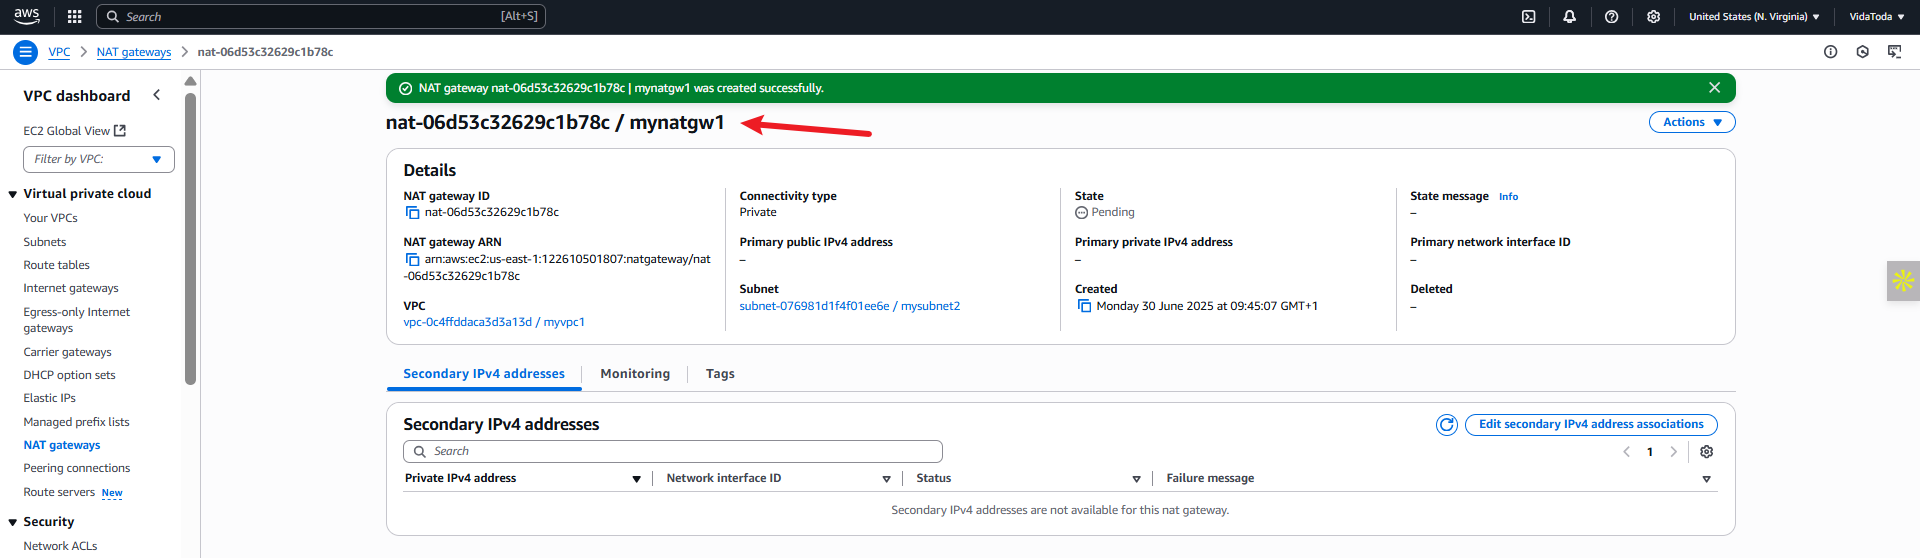 aws
Search [Alt+S]
United States (N. Virginia)
VidaToda
VPC
NAT gateways
nat-06d53c32629c1b78c
VPC dashboard
EC2 Global View
Filter by VPC:
Virtual private cloud
Your VPCs
Subnets
Route tables
Internet gateways
Egress-only Internet
gateways
Carrier gateways
DHCP option sets
Elastic IPs
Managed prefix lists
NAT gateways
Peering connections
Route servers New
Security
Network ACLs
NAT gateway nat-06d53c32629c1b78c | mynatgw1 was created successfully.
nat-06d53c32629c1b78c / mynatgw1
Actions
Details
NAT gateway ID
nat-06d53c32629c1b78c
NAT gateway ARN
arn:aws:ec2:us-east-1:122610501807:natgateway/nat
-06d53c32629c1b78c
VPC
vpc-0c4ffddaca3d3a13d / myvpc1
Connectivity type
Private
Primary public IPv4 address
–
Subnet
subnet-076981d1f4f01ee6e / mysubnet2
State
Pending
Primary private IPv4 address
–
Created
Monday 30 June 2025 at 09:45:07 GMT+1
State message Info
–
Primary network interface ID
–
Deleted
–
Secondary IPv4 addresses
Monitoring
Tags
Secondary IPv4 addresses
Edit secondary IPv4 address associations
Search
1
Private IPv4 address
Network interface ID
Status
Failure message
Secondary IPv4 addresses are not available for this nat gateway.